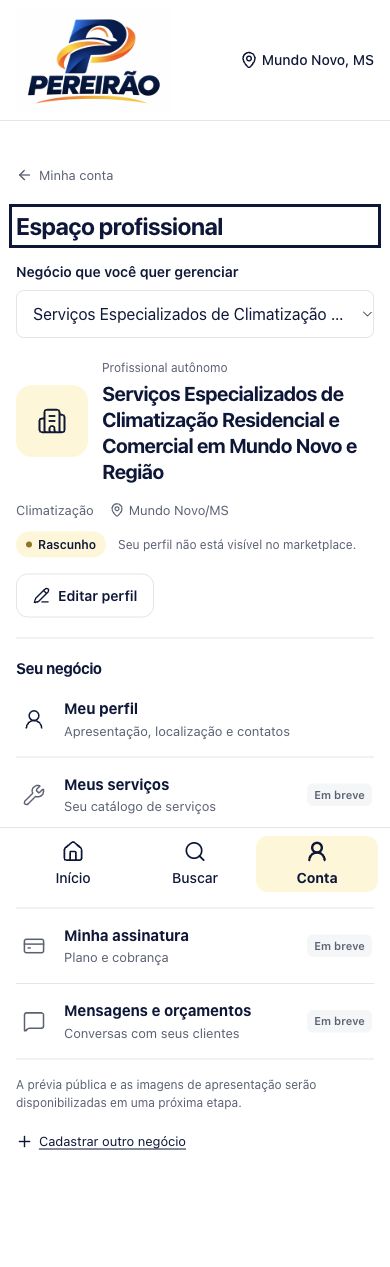 PEREIRÃO
Mundo Novo, MS
Minha conta
Espaço profissional
Negócio que você quer gerenciar
Serviços Especializados de Climatização ...
Profissional autônomo
Serviços Especializados de
Climatização Residencial e
Comercial em Mundo Novo e
Região
Climatização
Mundo Novo/MS
Rascunho
Seu perfil não está visível no marketplace.
Editar perfil
Seu negócio
Meu perfil
Apresentação, localização e contatos
Meus serviços
Seu catálogo de serviços
Em breve
Início
Buscar
Conta
Minha assinatura
Plano e cobrança
Em breve
Mensagens e orçamentos
Conversas com seus clientes
Em breve
A prévia pública e as imagens de apresentação serão
disponibilizadas em uma próxima etapa.
Cadastrar outro negócio